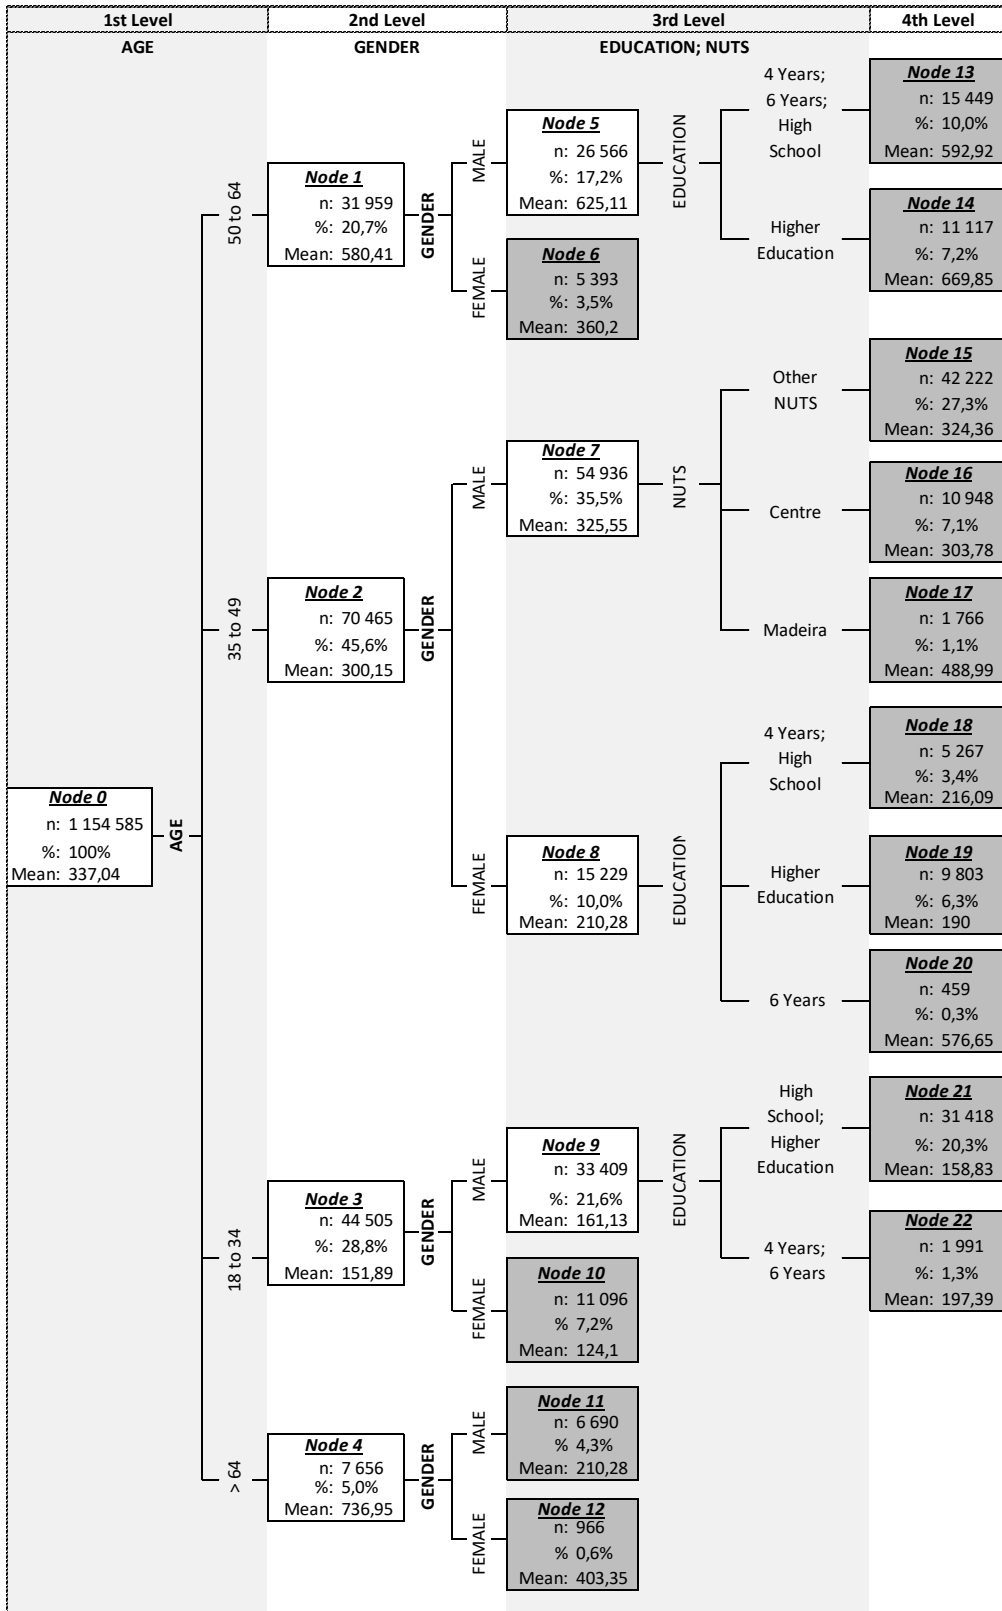 1st Level
2nd Level
3rd Level
4th Level
AGE
GENDER
EDUCATION; NUTS
Node 0
n: 1 154 585
%: 100%
Mean: 337,04
AGE
50 to 64
Node 1
n: 31 959
%: 20,7%
Mean: 580,41
GENDER
MALE
Node 5
n: 26 566
%: 17,2%
Mean: 625,11
EDUCATION
4 Years;
6 Years;
High
School
Node 13
n: 15 449
%: 10,0%
Mean: 592,92
Higher
Education
Node 14
n: 11 117
%: 7,2%
Mean: 669,85
FEMALE
Node 6
n: 5 393
%: 3,5%
Mean: 360,2
35 to 49
Node 2
n: 70 465
%: 45,6%
Mean: 300,15
GENDER
MALE
Node 7
n: 54 936
%: 35,5%
Mean: 325,55
NUTS
Other
NUTS
Node 15
n: 42 222
%: 27,3%
Mean: 324,36
Centre
Node 16
n: 10 948
%: 7,1%
Mean: 303,78
Madeira
Node 17
n: 1 766
%: 1,1%
Mean: 488,99
FEMALE
Node 8
n: 15 229
%: 10,0%
Mean: 210,28
EDUCATION
4 Years;
High
School
Node 18
n: 5 267
%: 3,4%
Mean: 216,09
Higher
Education
Node 19
n: 9 803
%: 6,3%
Mean: 190
6 Years
Node 20
n: 459
%: 0,3%
Mean: 576,65
18 to 34
Node 3
n: 44 505
%: 28,8%
Mean: 151,89
GENDER
MALE
Node 9
n: 33 409
%: 21,6%
Mean: 161,13
EDUCATION
High
School;
Higher
Education
Node 21
n: 31 418
%: 20,3%
Mean: 158,83
4 Years;
6 Years
Node 22
n: 1 991
%: 1,3%
Mean: 197,39
FEMALE
Node 10
n: 11 096
% 7,2%
Mean: 124,1
> 64
Node 4
n: 7 656
%: 5,0%
Mean: 736,95
GENDER
MALE
Node 11
n: 6 690
% 4,3%
Mean: 210,28
FEMALE
Node 12
n: 966
% 0,6%
Mean: 403,35